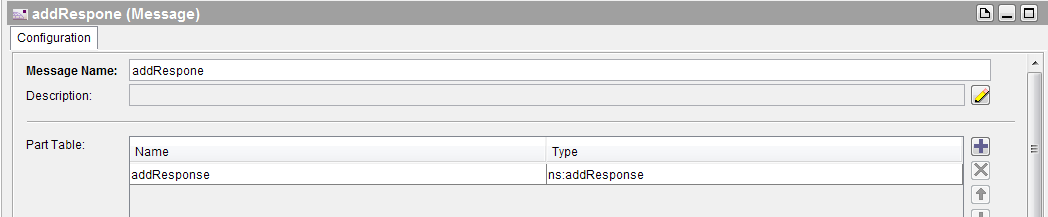 addRespone (Message)
Configuration
Message Name: addRespone
Description:
Part Table:
Name Type
addResponse ns:addResponse